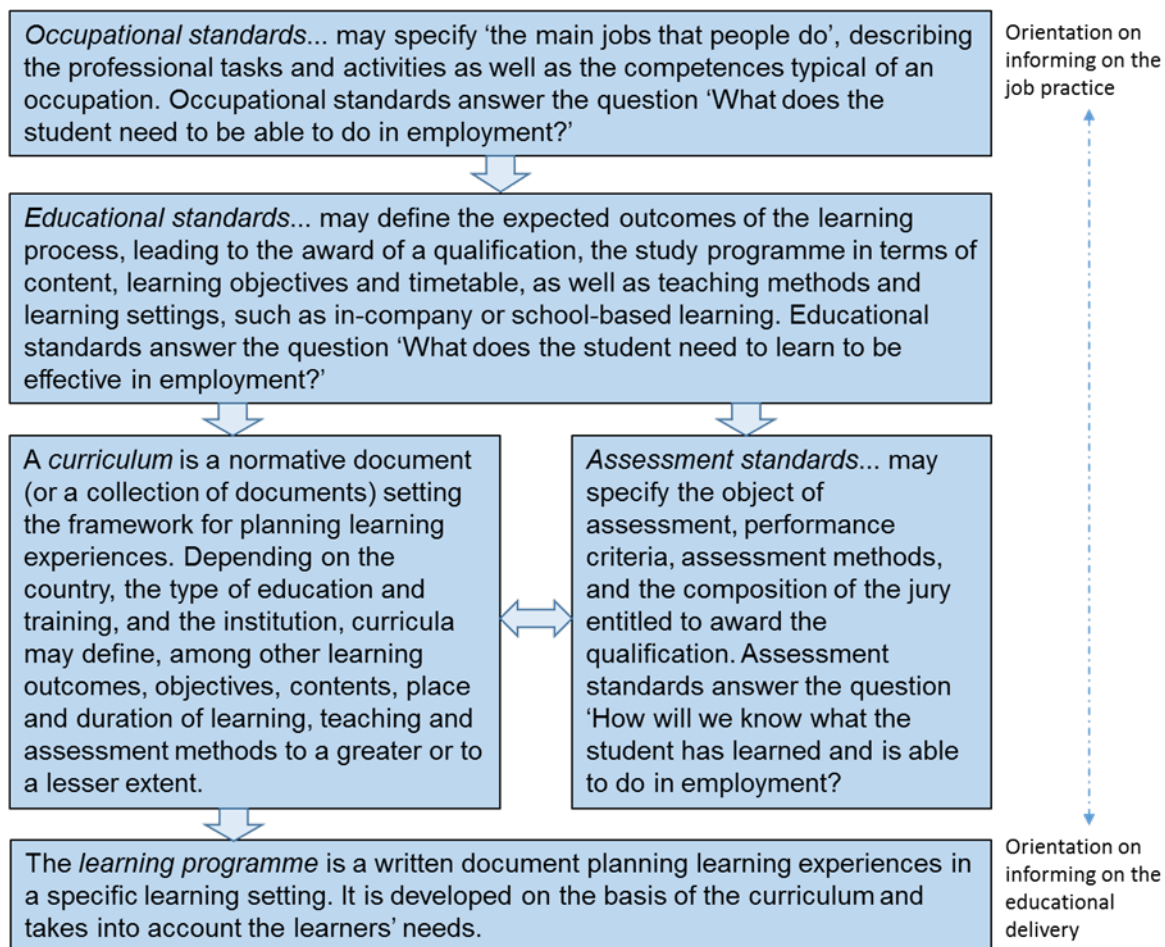 Occupational standards... may specify ‘the main jobs that people do’, describing
the professional tasks and activities as well as the competences typical of an
occupation. Occupational standards answer the question ‘What does the
student need to be able to do in employment?’
Orientation on
informing on the
job practice
Educational standards... may define the expected outcomes of the learning
process, leading to the award of a qualification, the study programme in terms of
content, learning objectives and timetable, as well as teaching methods and
learning settings, such as in-company or school-based learning. Educational
standards answer the question ‘What does the student need to learn to be
effective in employment?’
A curriculum is a normative document
(or a collection of documents) setting
the framework for planning learning
experiences. Depending on the
country, the type of education and
training, and the institution, curricula
may define, among other learning
outcomes, objectives, contents, place
and duration of learning, teaching and
assessment methods to a greater or to
a lesser extent.
Assessment standards... may
specify the object of
assessment, performance
criteria, assessment methods,
and the composition of the jury
entitled to award the
qualification. Assessment
standards answer the question
‘How will we know what the
student has learned and is able
to do in employment?
The learning programme is a written document planning learning experiences in
a specific learning setting. It is developed on the basis of the curriculum and
takes into account the learners’ needs.
Orientation on
informing on the
educational
delivery